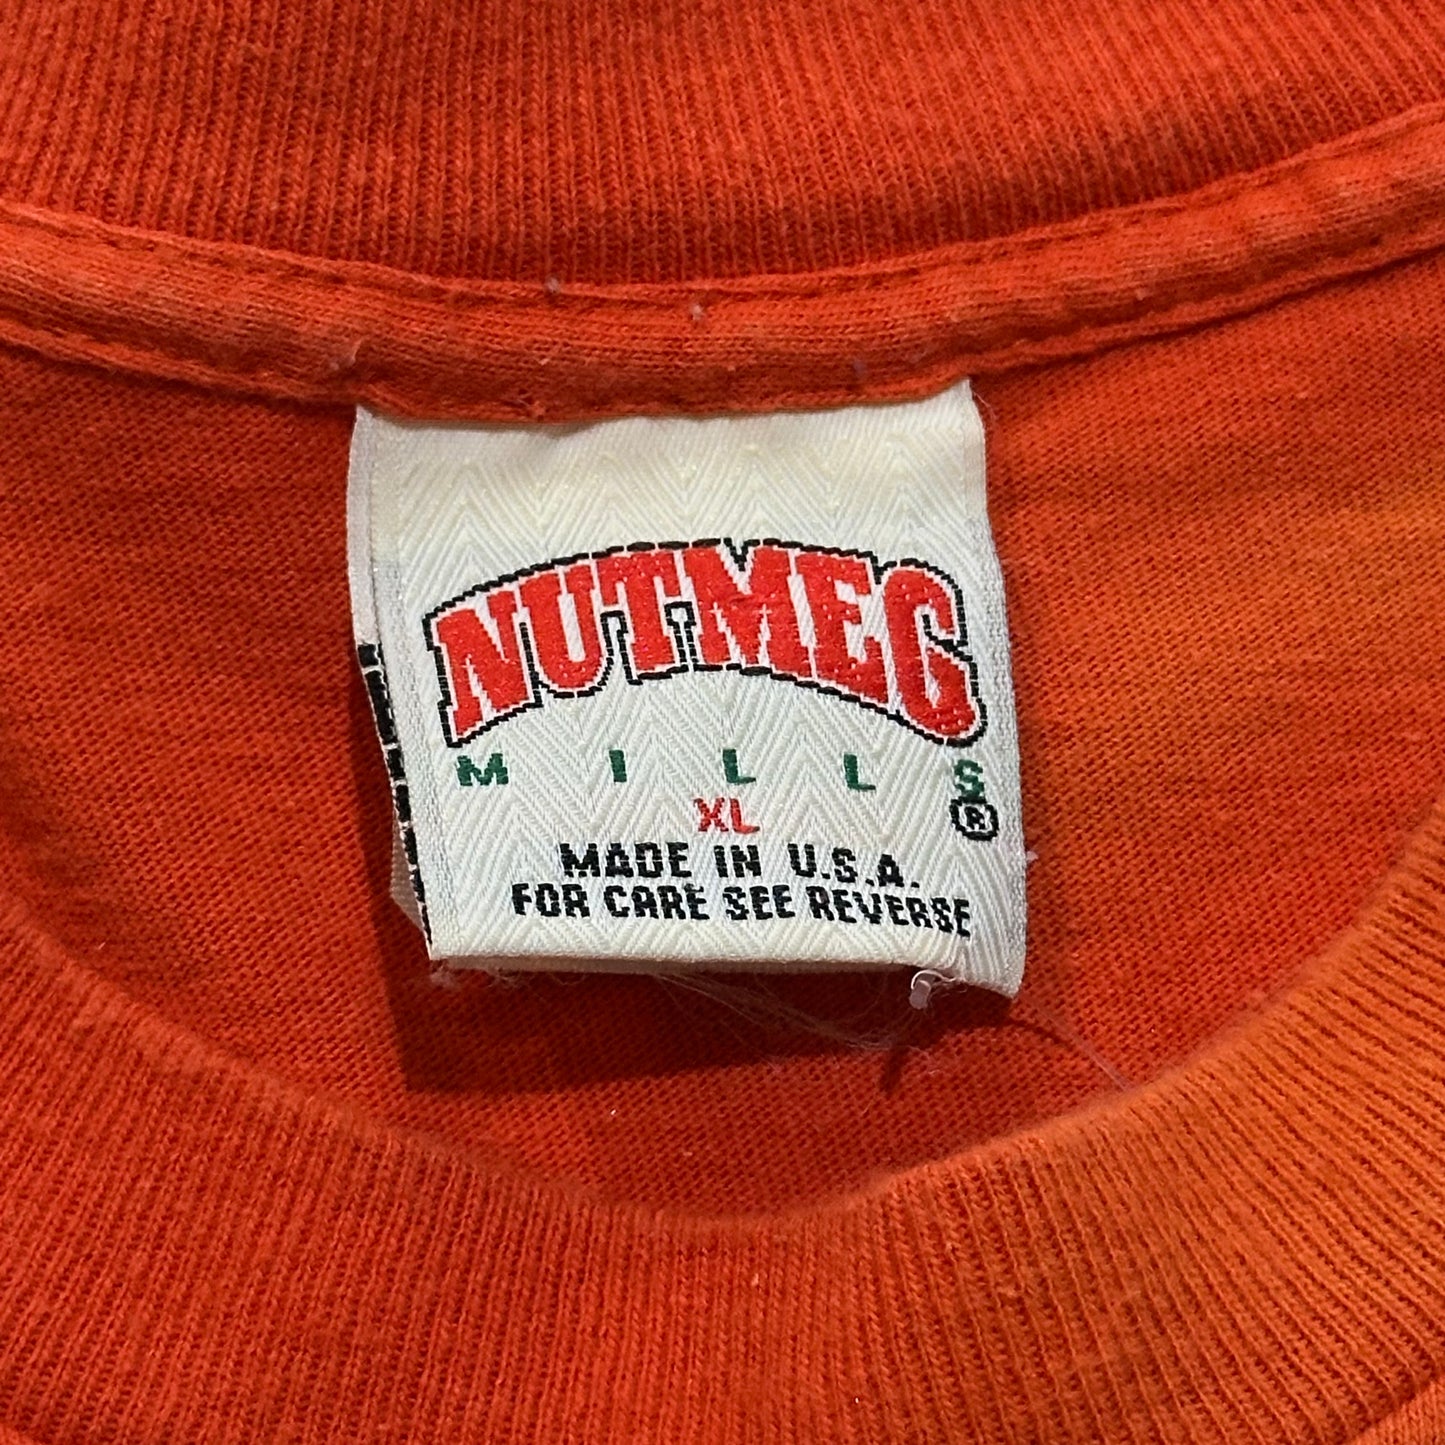 NUTMEG
MILLS
XL ®
MADE IN U.S.A.
FOR CARE SEE REVERSE